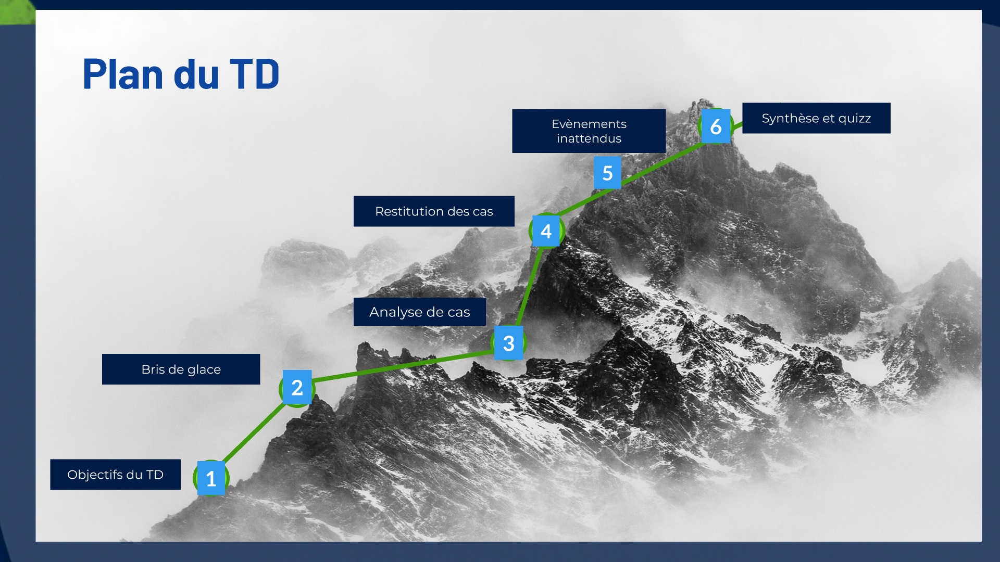 Plan du TD
Evènements
inattendus
6
Synthèse et quizz
5
Restitution des cas
4
Analyse de cas
3
Bris de glace
2
Objectifs du TD
1